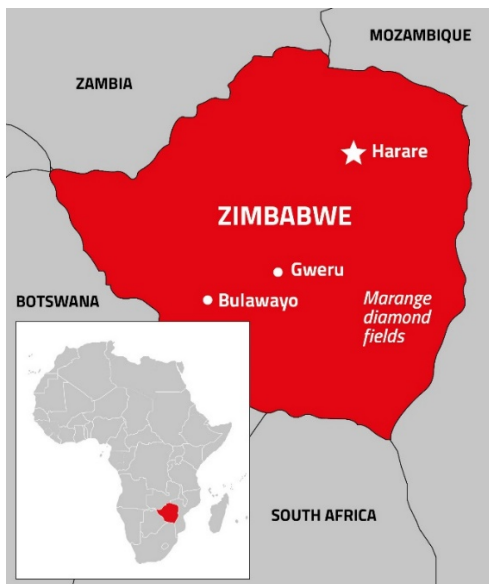 MOZAMBIQUE
ZAMBIA
Harare
ZIMBABWE
Gweru
Bulawayo
BOTSWANA
Marange
diamond
fields
SOUTH AFRICA